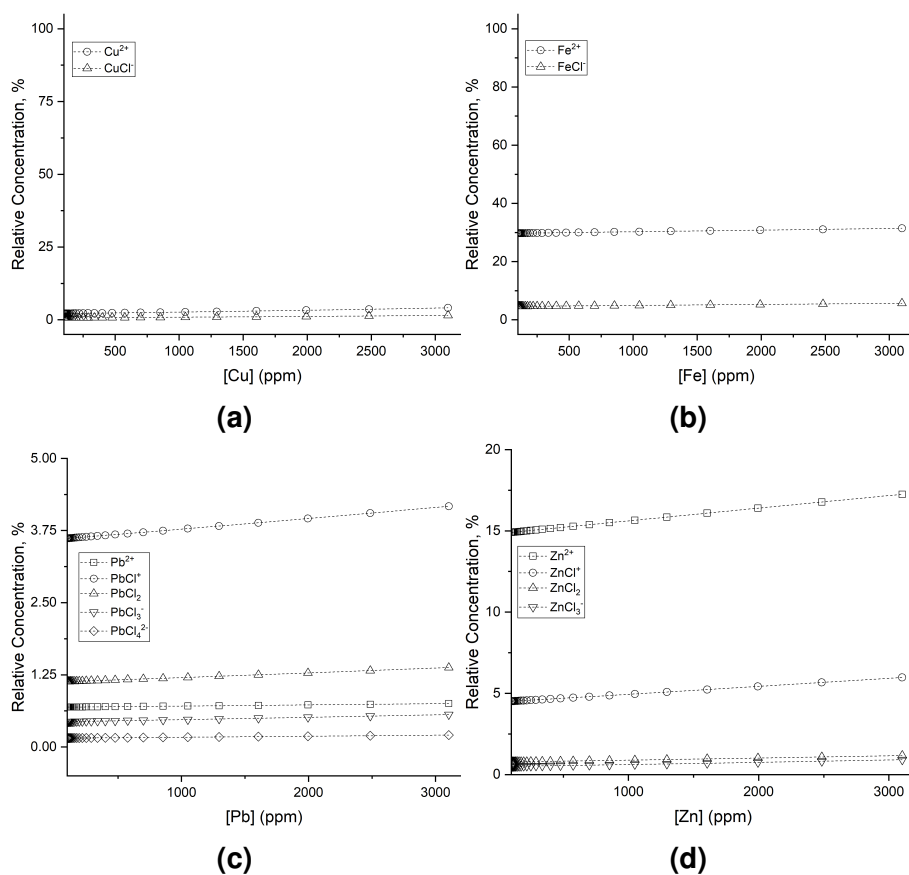 100
75
50
25
0
Relative Concentration, %
Cu²⁺
CuCl⁻
500 1000 1500 2000 2500 3000
[Cu] (ppm)
(a)
100
80
60
40
20
0
Relative Concentration, %
Fe²⁺
FeCl⁻
500 1000 1500 2000 2500 3000
[Fe] (ppm)
(b)
5.00
3.75
2.50
1.25
0.00
Relative Concentration, %
Pb²⁺
PbCl⁺
PbCl₂
PbCl₃⁻
PbCl₄²⁻
1000 2000 3000
[Pb] (ppm)
(c)
20
15
10
5
0
Relative Concentration, %
Zn²⁺
ZnCl⁺
ZnCl₂
ZnCl₃⁻
1000 2000 3000
[Zn] (ppm)
(d)